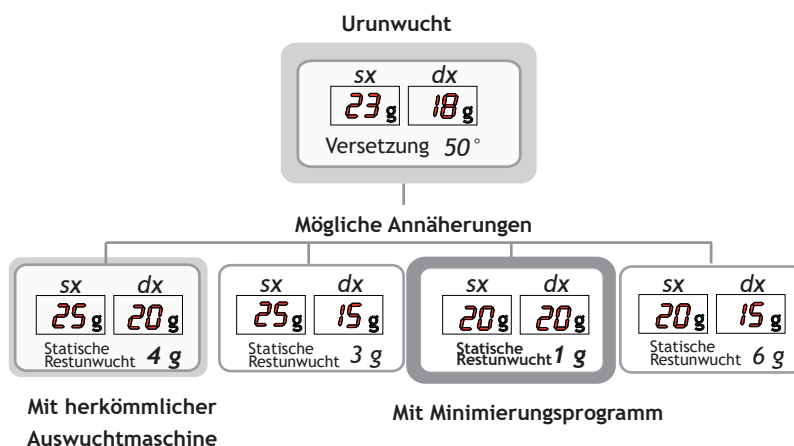 Urunwucht
sx dx
23 g 18 g
Versetzung 50°
Mögliche Annäherungen
sx dx
25 g 20 g
Statische
Restunwucht 4 g
sx dx
25 g 15 g
Statische
Restunwucht 3 g
sx dx
20 g 20 g
Statische
Restunwucht 1 g
sx dx
20 g 15 g
Statische
Restunwucht 6 g
Mit herkömmlicher
Auswuchtmaschine
Mit Minimierungsprogramm